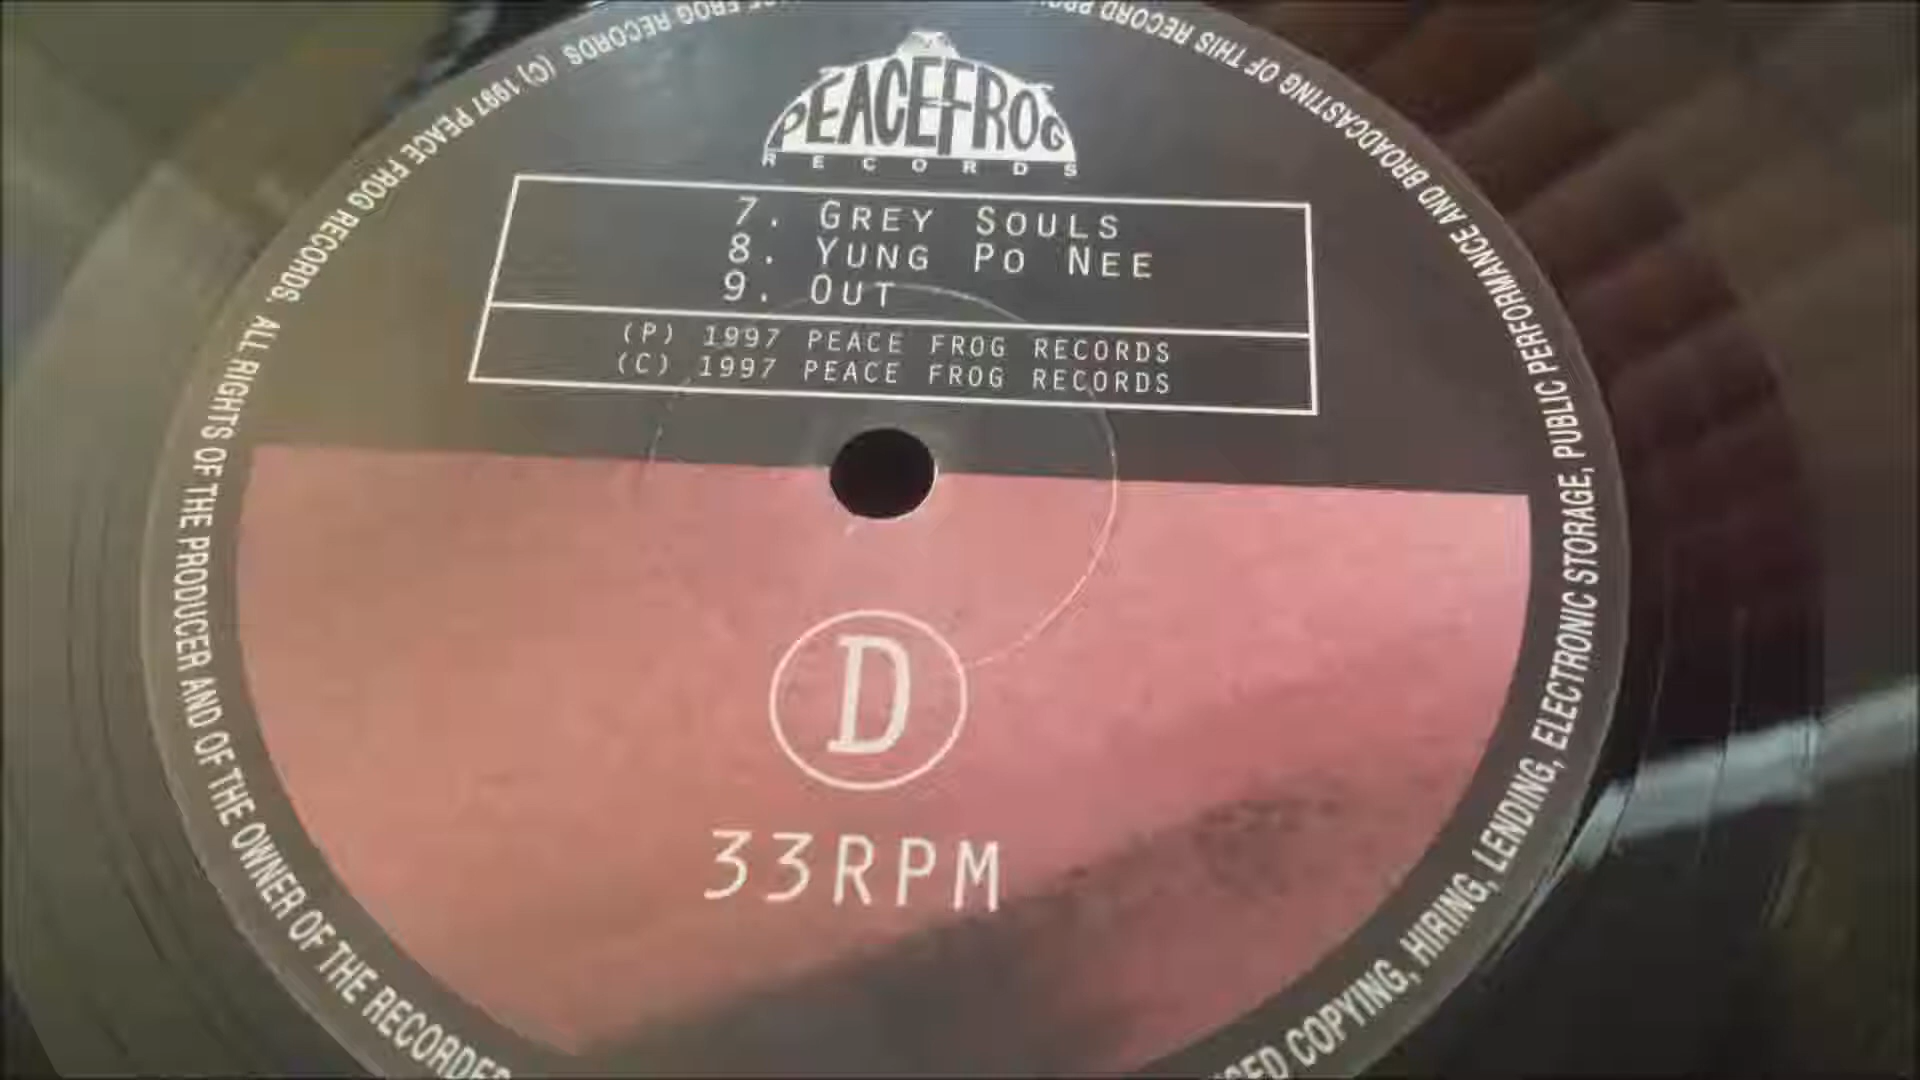 PEACEFROG
RECORDS
7. GREY SOULS
8. YUNG PO NEE
9. OUT
(P) 1997 PEACE FROG RECORDS
(C) 1997 PEACE FROG RECORDS
D
33RPM
FROG RECORDS (C) 1997 PEACE FROG RECORDS. ALL RIGHTS OF THE PRODUCER AND OF THE OWNER OF THE RECORDED
COPYING, HIRING, LENDING, ELECTRONIC STORAGE, PUBLIC PERFORMANCE AND BROADCASTING OF THIS RECORD